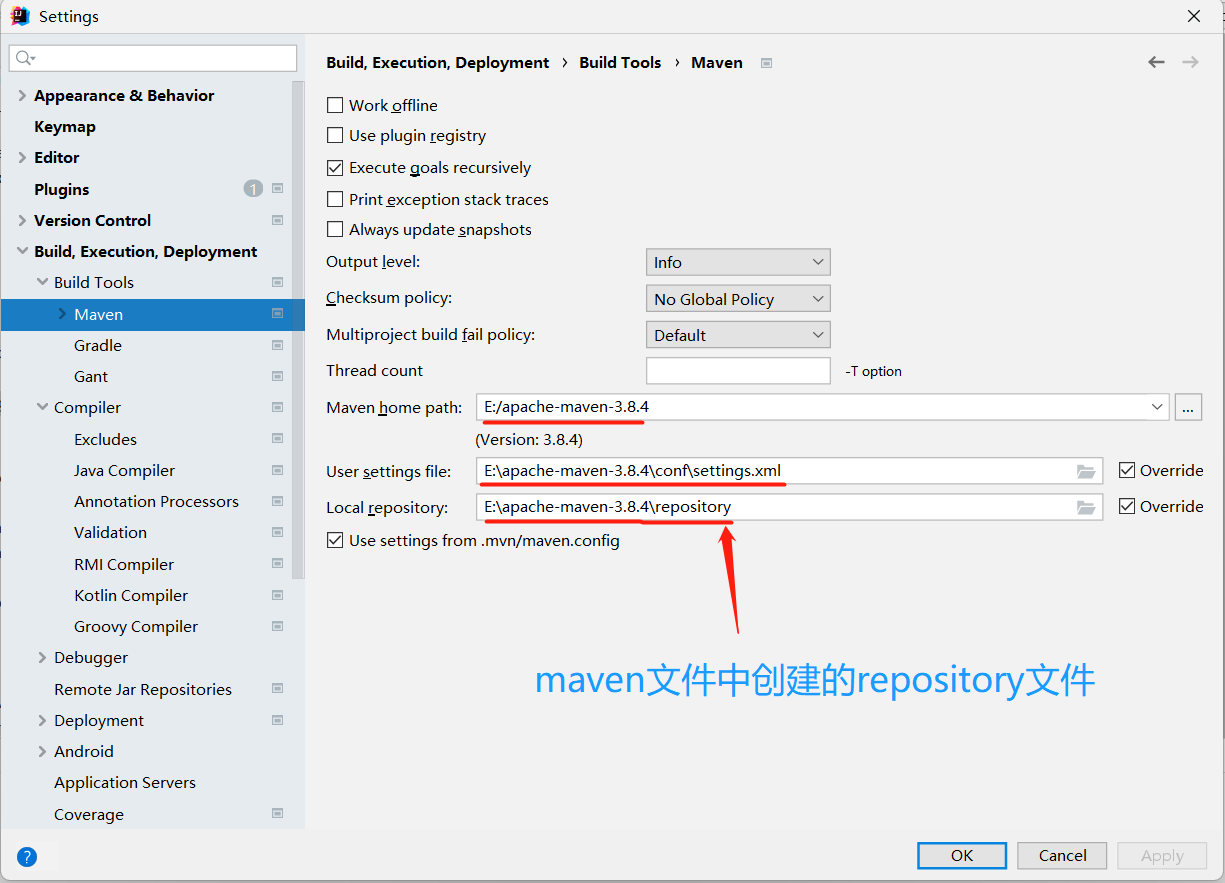 Settings
Appearance & Behavior
Keymap
Editor
Plugins 1
Version Control
Build, Execution, Deployment
Build Tools
Maven
Gradle
Gant
Compiler
Excludes
Java Compiler
Annotation Processors
Validation
RMI Compiler
Kotlin Compiler
Groovy Compiler
Debugger
Remote Jar Repositories
Deployment
Android
Application Servers
Coverage
Build, Execution, Deployment › Build Tools › Maven
Work offline
Use plugin registry
Execute goals recursively
Print exception stack traces
Always update snapshots
Output level: Info
Checksum policy: No Global Policy
Multiproject build fail policy: Default
Thread count -T option
Maven home path: E:/apache-maven-3.8.4 ...
(Version: 3.8.4)
User settings file: E:\apache-maven-3.8.4\conf\settings.xml Override
Local repository: E:\apache-maven-3.8.4\repository Override
Use settings from .mvn/maven.config
maven文件中创建的repository文件
? OK Cancel Apply